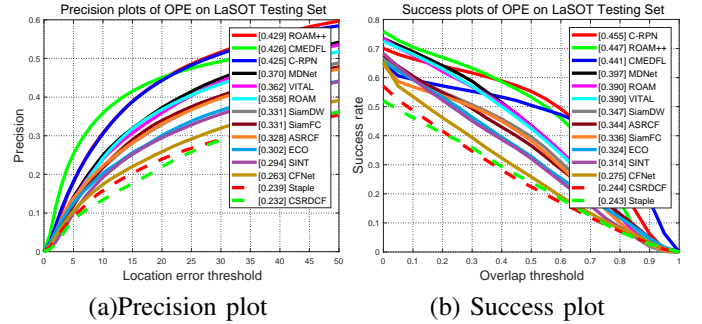 Precision plots of OPE on LaSOT Testing Set
Precision
0.6
0.5
0.4
0.3
0.2
0.1
0
[0.429] ROAM++
[0.426] CMEDFL
[0.425] C-RPN
[0.370] MDNet
[0.362] VITAL
[0.358] ROAM
[0.331] SiamDW
[0.331] SiamFC
[0.328] ASRCF
[0.302] ECO
[0.294] SINT
[0.263] CFNet
[0.239] Staple
[0.232] CSRDCF
0 5 10 15 20 25 30 35 40 45 50
Location error threshold
(a)Precision plot
Success plots of OPE on LaSOT Testing Set
Success rate
0.8
0.7
0.6
0.5
0.4
0.3
0.2
0.1
0
[0.455] C-RPN
[0.447] ROAM++
[0.441] CMEDFL
[0.397] MDNet
[0.390] ROAM
[0.390] VITAL
[0.347] SiamDW
[0.344] ASRCF
[0.336] SiamFC
[0.324] ECO
[0.314] SINT
[0.275] CFNet
[0.244] CSRDCF
[0.243] Staple
0 0.1 0.2 0.3 0.4 0.5 0.6 0.7 0.8 0.9 1
Overlap threshold
(b) Success plot